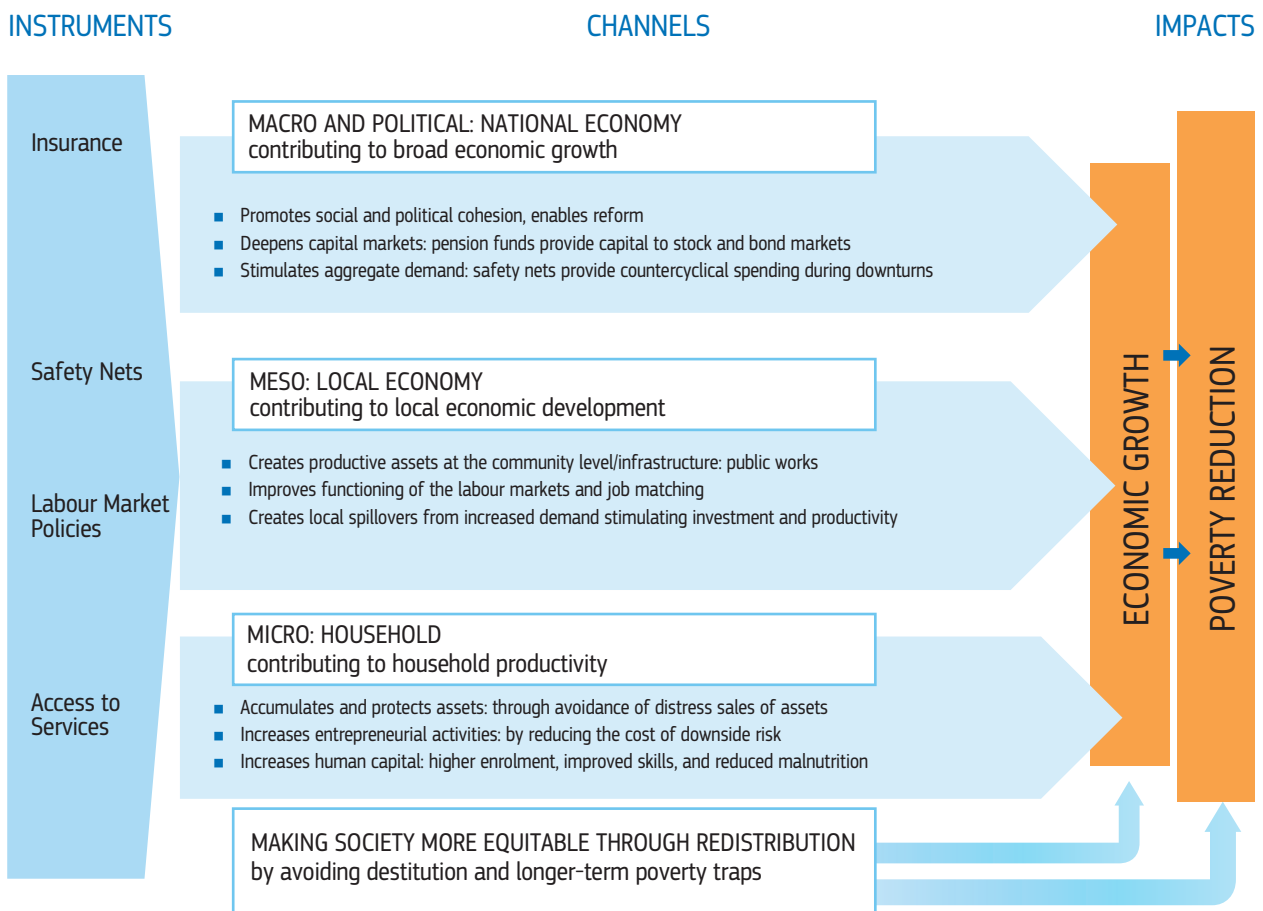 INSTRUMENTS
CHANNELS
IMPACTS
Insurance
Safety Nets
Labour Market
Policies
Access to
Services
MACRO AND POLITICAL: NATIONAL ECONOMY
contributing to broad economic growth
■ Promotes social and political cohesion, enables reform
■ Deepens capital markets: pension funds provide capital to stock and bond markets
■ Stimulates aggregate demand: safety nets provide countercyclical spending during downturns
MESO: LOCAL ECONOMY
contributing to local economic development
■ Creates productive assets at the community level/infrastructure: public works
■ Improves functioning of the labour markets and job matching
■ Creates local spillovers from increased demand stimulating investment and productivity
MICRO: HOUSEHOLD
contributing to household productivity
■ Accumulates and protects assets: through avoidance of distress sales of assets
■ Increases entrepreneurial activities: by reducing the cost of downside risk
■ Increases human capital: higher enrolment, improved skills, and reduced malnutrition
MAKING SOCIETY MORE EQUITABLE THROUGH REDISTRIBUTION
by avoiding destitution and longer-term poverty traps
ECONOMIC GROWTH
POVERTY REDUCTION